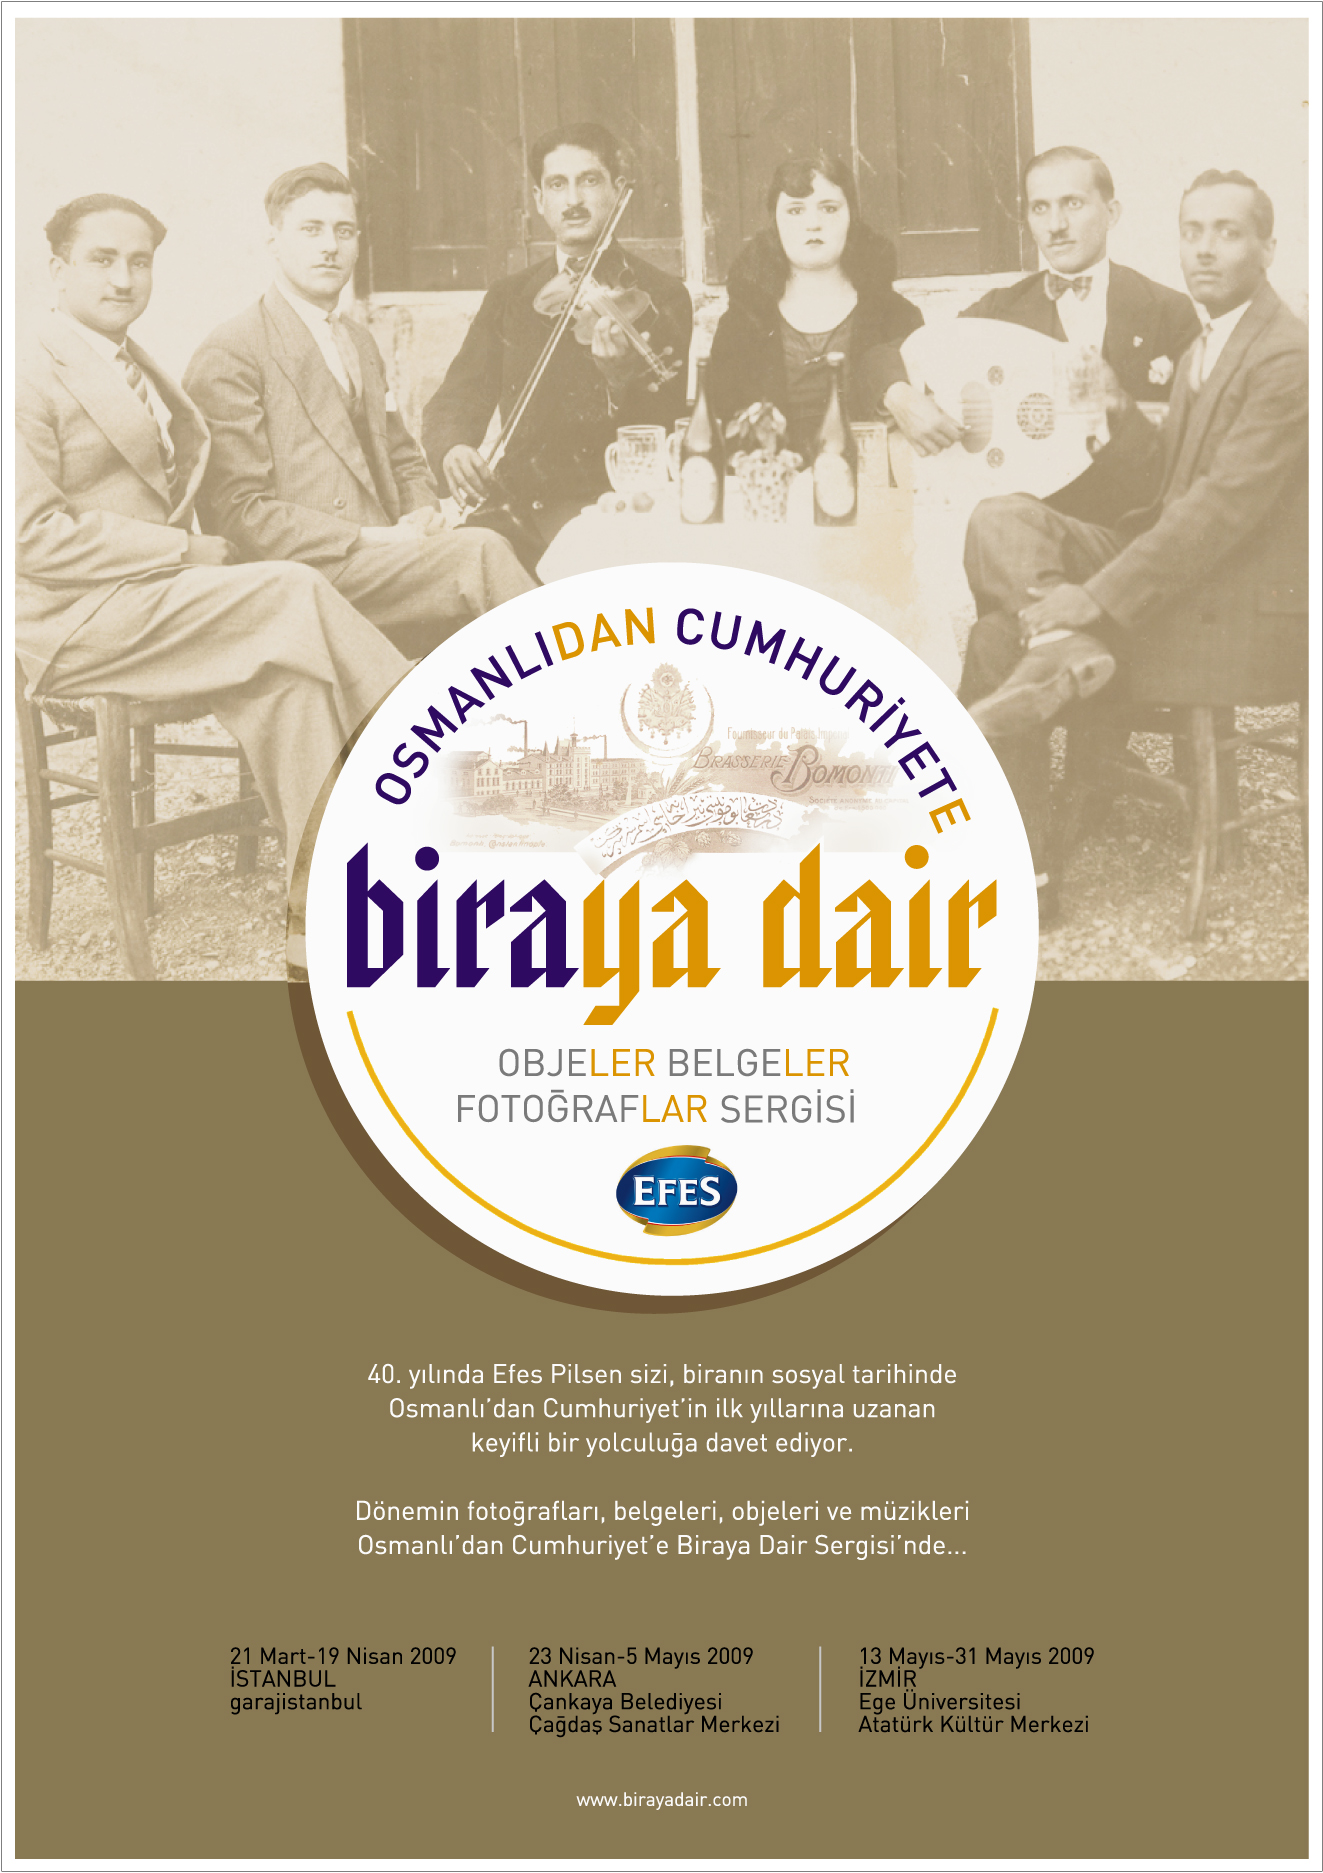 OSMANLIDAN CUMHURİYETE
Fournisseur du Palais Imperial
BRASSERIE BOMONTI
biraya dair
OBJELER BELGELER
FOTOĞRAFLAR SERGİSİ
EFES
40. yılında Efes Pilsen sizi, biranın sosyal tarihinde
Osmanlı’dan Cumhuriyet’in ilk yıllarına uzanan
keyifli bir yolculuğa davet ediyor.
Dönemin fotoğrafları, belgeleri, objeleri ve müzikleri
Osmanlı’dan Cumhuriyet’e Biraya Dair Sergisi’nde...
21 Mart-19 Nisan 2009
İSTANBUL
garajistanbul
23 Nisan-5 Mayıs 2009
ANKARA
Çankaya Belediyesi
Çağdaş Sanatlar Merkezi
13 Mayıs-31 Mayıs 2009
İZMİR
Ege Üniversitesi
Atatürk Kültür Merkezi
www.birayadair.com